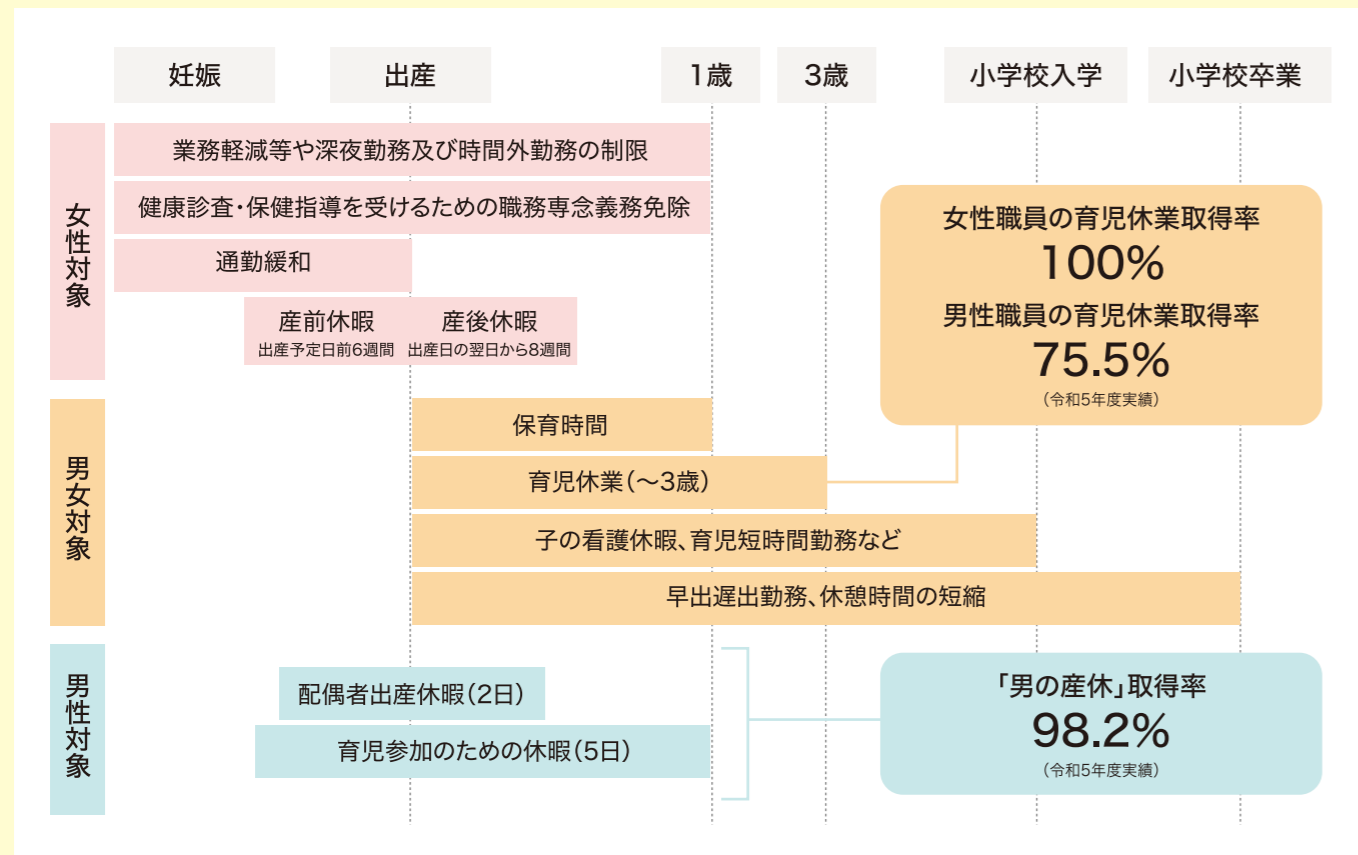 妊娠
出産
1歳
3歳
小学校入学
小学校卒業
女性対象
業務軽減等や深夜勤務及び時間外勤務の制限
健康診査・保健指導を受けるための職務専念義務免除
通勤緩和
産前休暇
出産予定日前6週間
産後休暇
出産日の翌日から8週間
女性職員の育児休業取得率
100%
男性職員の育児休業取得率
75.5%
（令和5年度実績）
男女対象
保育時間
育児休業（〜3歳）
子の看護休暇、育児短時間勤務など
早出遅出勤務、休憩時間の短縮
男性対象
配偶者出産休暇（2日）
育児参加のための休暇（5日）
「男の産休」取得率
98.2%
（令和5年度実績）